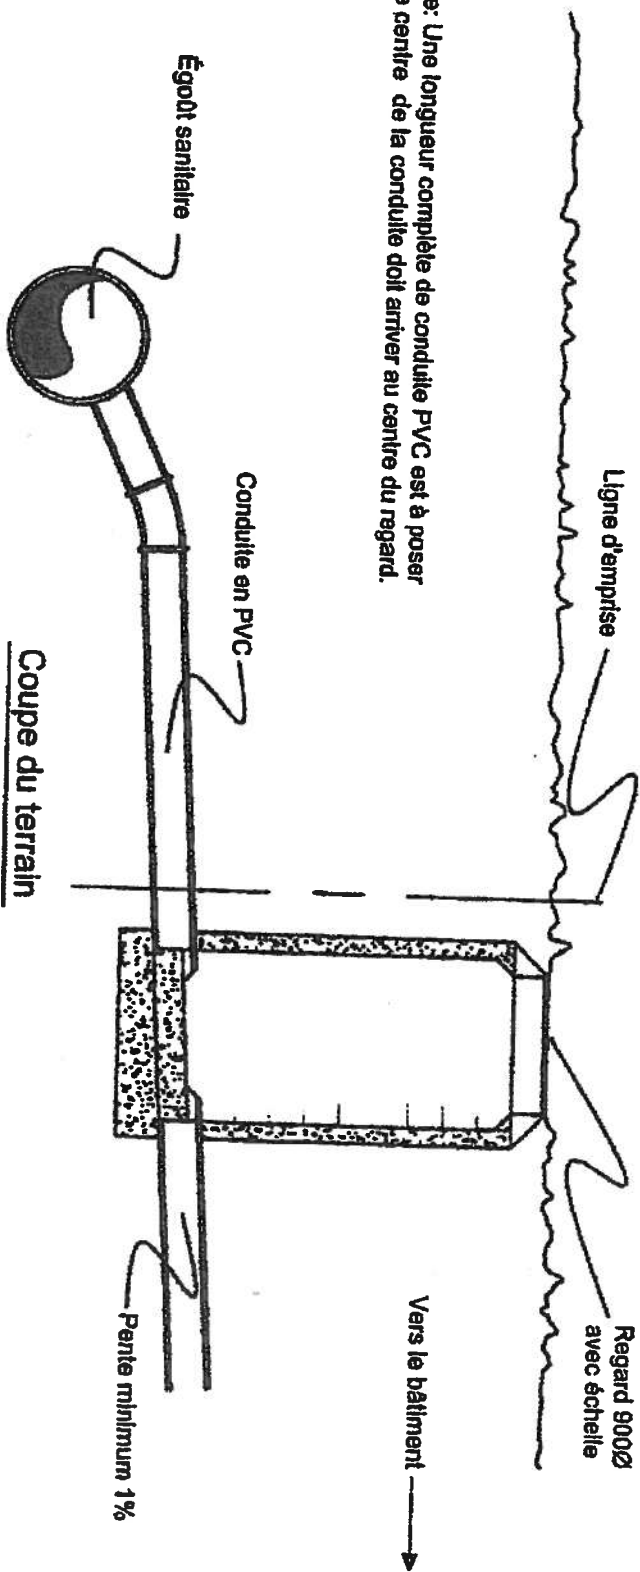 Ligne d'amprise
Regard 900Ø
avec échelle
e: Une longueur complète de conduite PVC est à poser
centre de la conduite doit arriver au centre du regard.
Vers le bâtiment
Égoût sanitaire
Conduite en PVC
Pente minimum 1%
Coupe du terrain